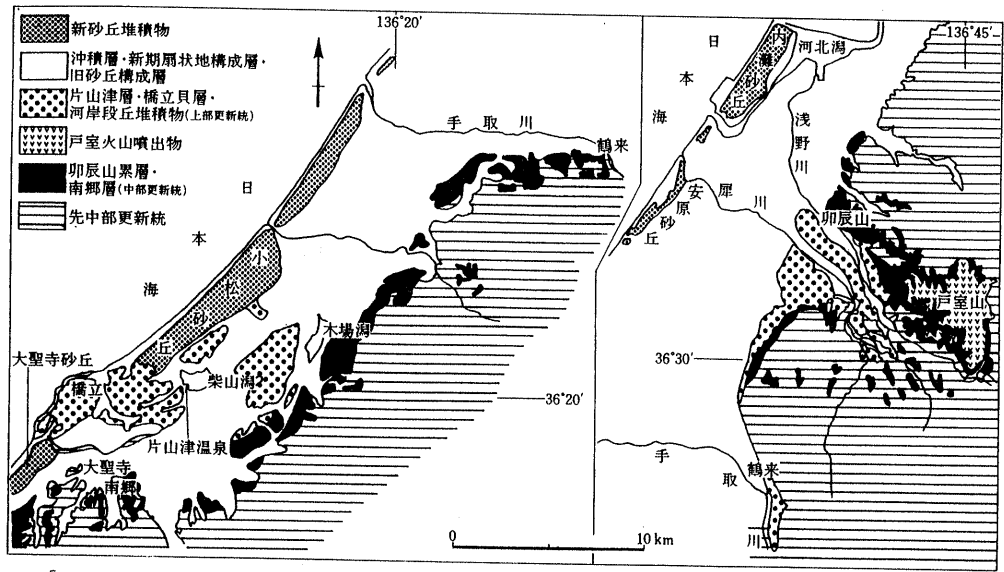 新砂丘堆積物
沖積層・新期扇状地構成層・
旧砂丘構成層
片山津層・橋立貝層・
河岸段丘堆積物(上部更新統)
戸室火山噴出物
卯辰山累層・
南郷層(中部更新統)
先中部更新統
136°20′
手取川
鶴来
日本海
小松砂丘
大聖寺砂丘
橋立
木場潟
柴山潟
片山津温泉
大聖寺
南郷
36°20′
0 10km
日本海
内灘砂丘
河北潟
136°45′
浅野川
安原砂丘
犀川
卯辰山
戸室山
36°30′
手取川
鶴来